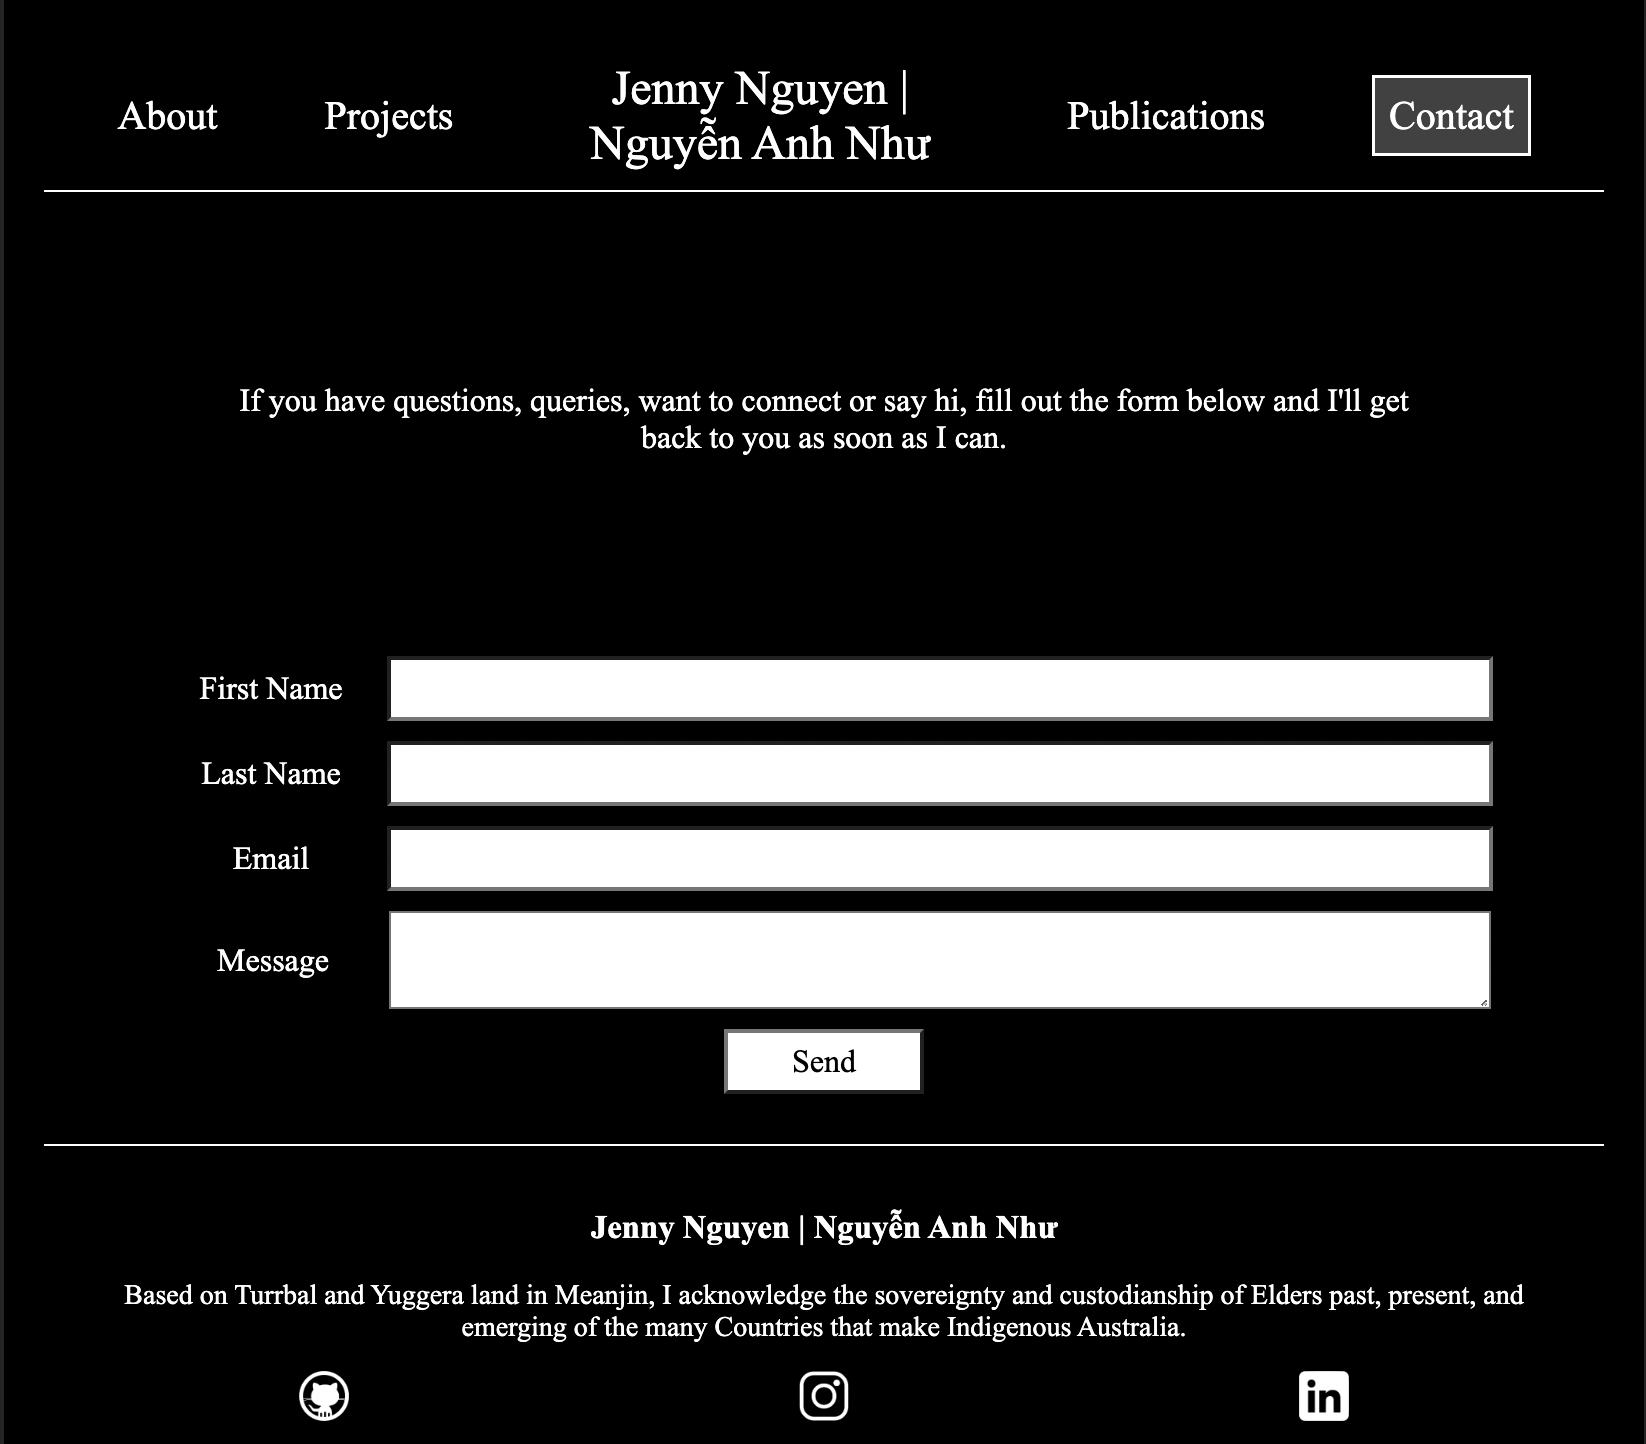 About
Projects
Jenny Nguyen |
Nguyễn Anh Như
Publications
Contact
If you have questions, queries, want to connect or say hi, fill out the form below and I'll get
back to you as soon as I can.
First Name
Last Name
Email
Message
Send
Jenny Nguyen | Nguyễn Anh Như
Based on Turrbal and Yuggera land in Meanjin, I acknowledge the sovereignty and custodianship of Elders past, present, and
emerging of the many Countries that make Indigenous Australia.
in